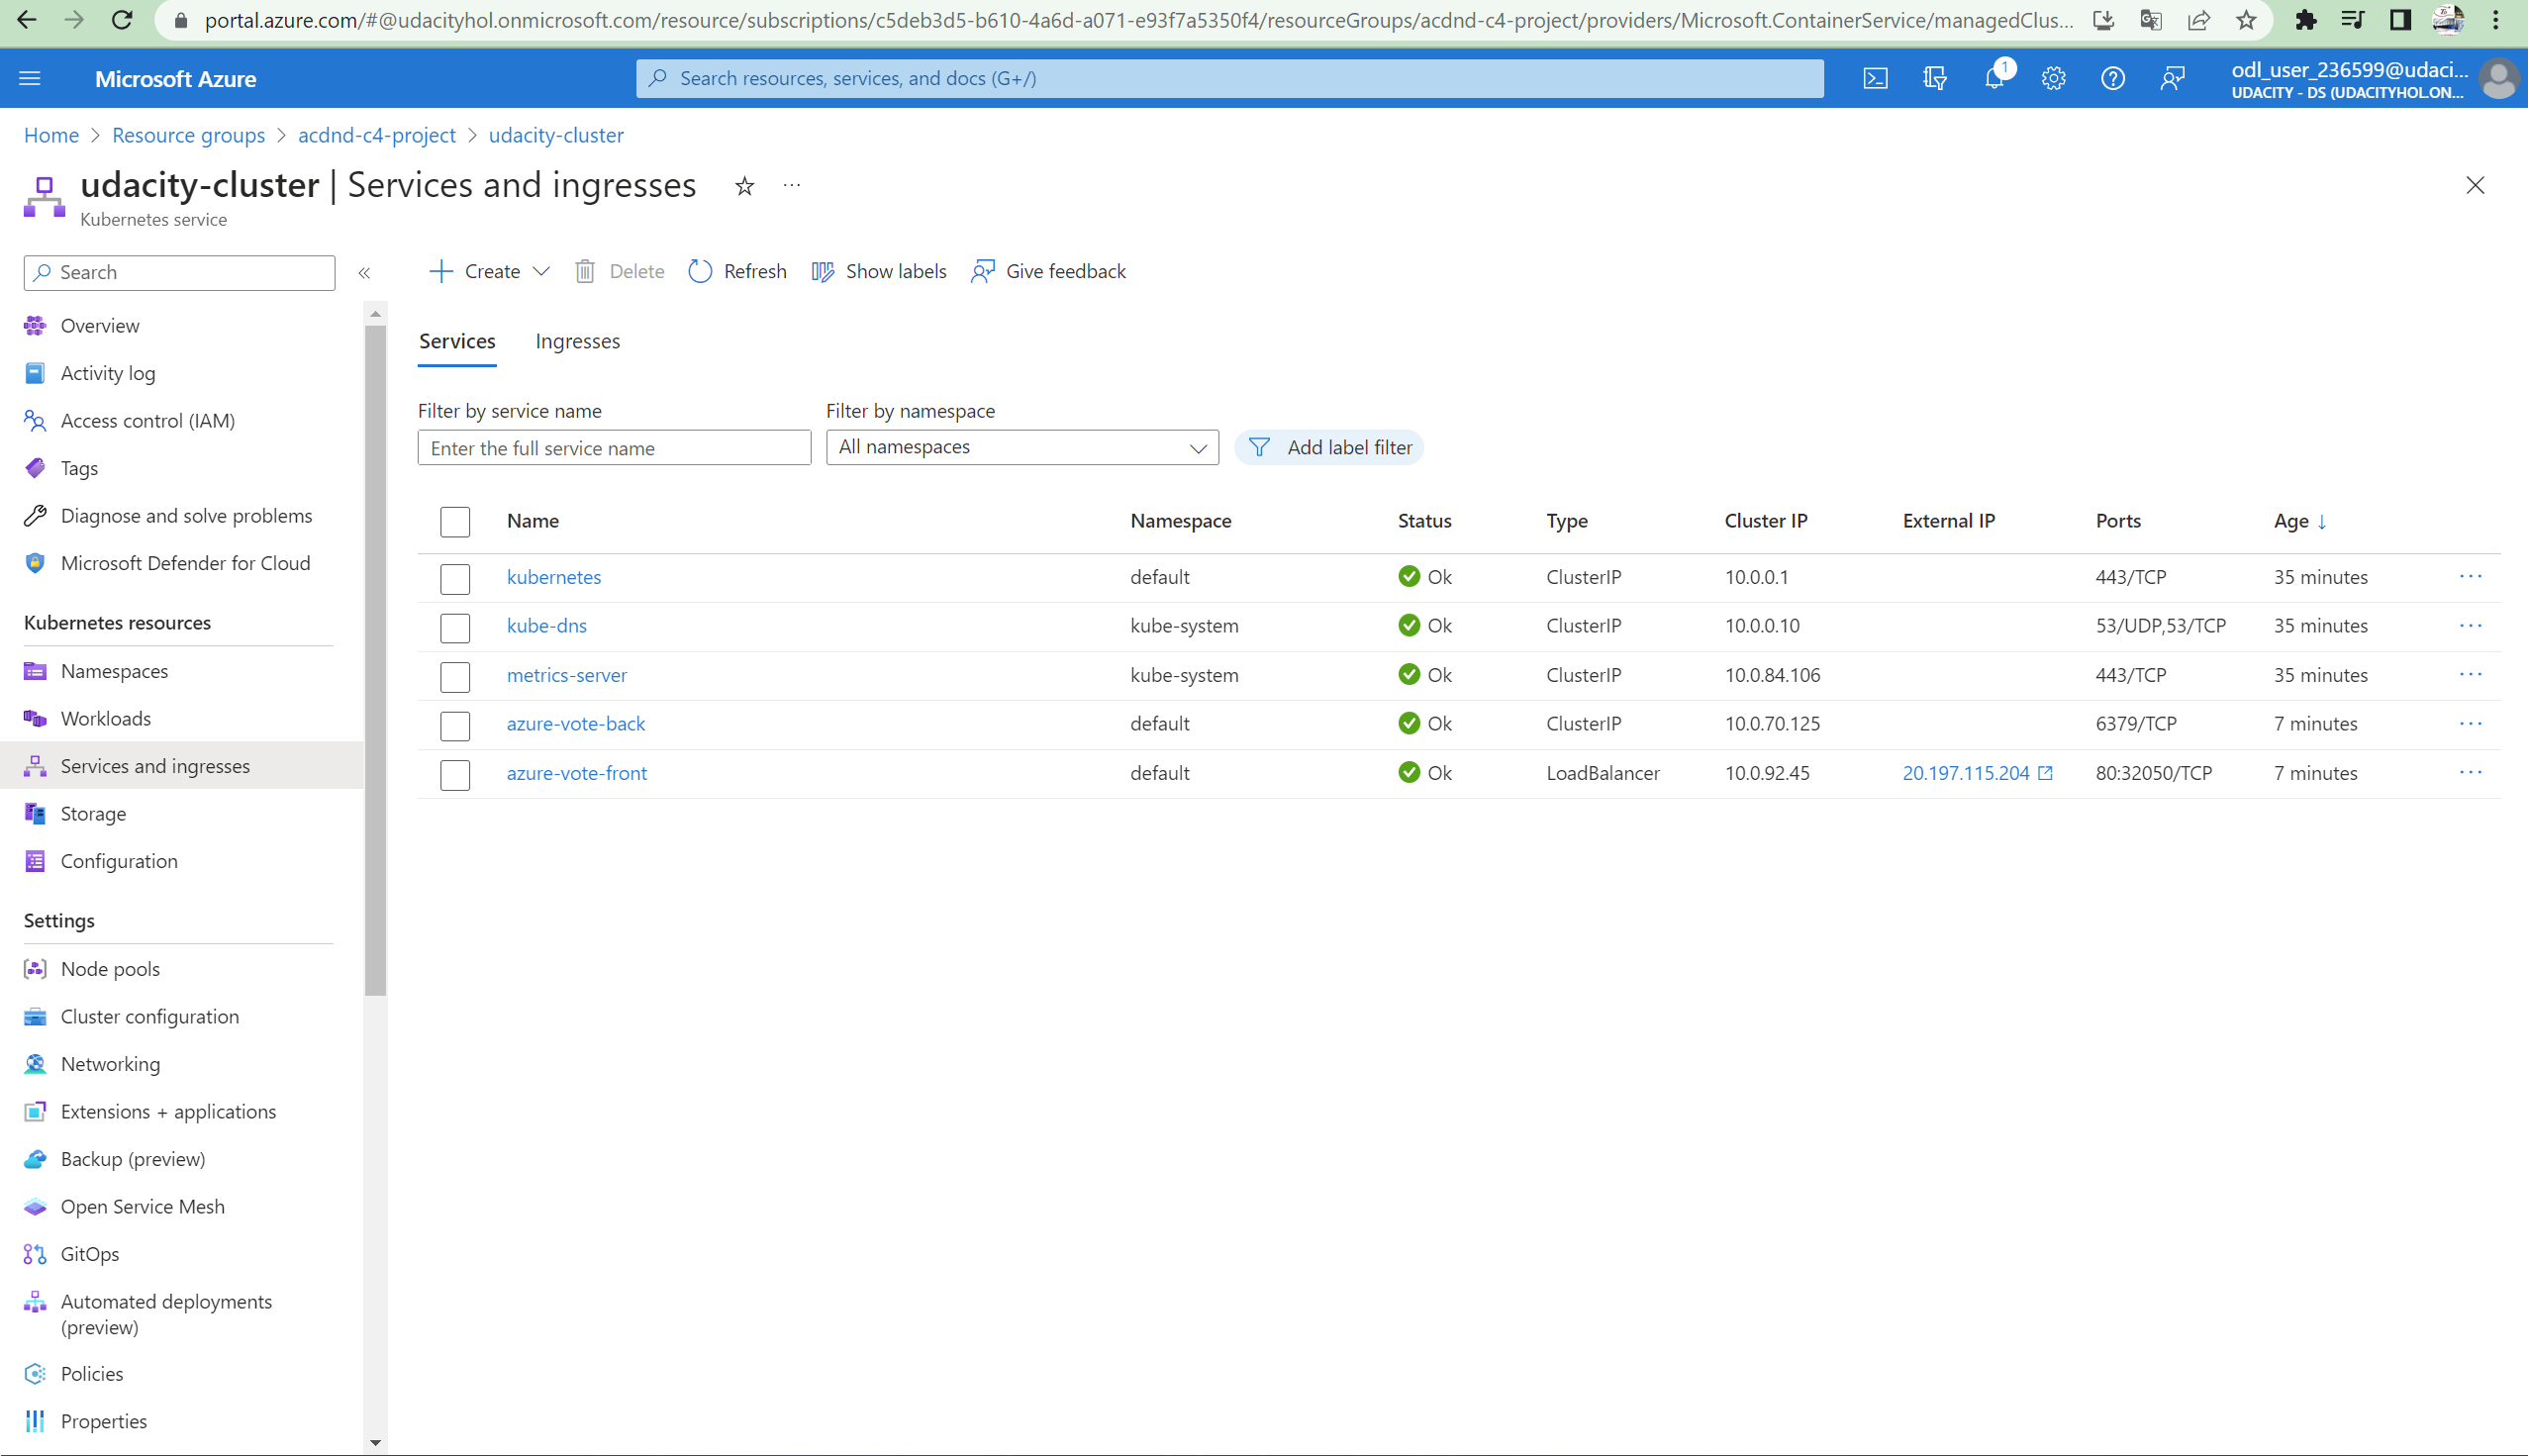 portal.azure.com/#@udacityhol.onmicrosoft.com/resource/subscriptions/c5deb3d5-b610-4a6d-a071-e93f7a5350f4/resourceGroups/acdnd-c4-project/providers/Microsoft.ContainerService/managedClus...
Microsoft Azure
Search resources, services, and docs (G+/)
1
odl_user_236599@udaci...
UDACITY - DS (UDACITYHOL.ON...
Home > Resource groups > acdnd-c4-project > udacity-cluster
udacity-cluster | Services and ingresses
Kubernetes service
Search
Overview
Activity log
Access control (IAM)
Tags
Diagnose and solve problems
Microsoft Defender for Cloud
Kubernetes resources
Namespaces
Workloads
Services and ingresses
Storage
Configuration
Settings
Node pools
Cluster configuration
Networking
Extensions + applications
Backup (preview)
Open Service Mesh
GitOps
Automated deployments
(preview)
Policies
Properties
Create Delete Refresh Show labels Give feedback
Services Ingresses
Filter by service name Filter by namespace
Enter the full service name All namespaces Add label filter
Name Namespace Status Type Cluster IP External IP Ports Age ↓
kubernetes default Ok ClusterIP 10.0.0.1 443/TCP 35 minutes
kube-dns kube-system Ok ClusterIP 10.0.0.10 53/UDP,53/TCP 35 minutes
metrics-server kube-system Ok ClusterIP 10.0.84.106 443/TCP 35 minutes
azure-vote-back default Ok ClusterIP 10.0.70.125 6379/TCP 7 minutes
azure-vote-front default Ok LoadBalancer 10.0.92.45 20.197.115.204 80:32050/TCP 7 minutes